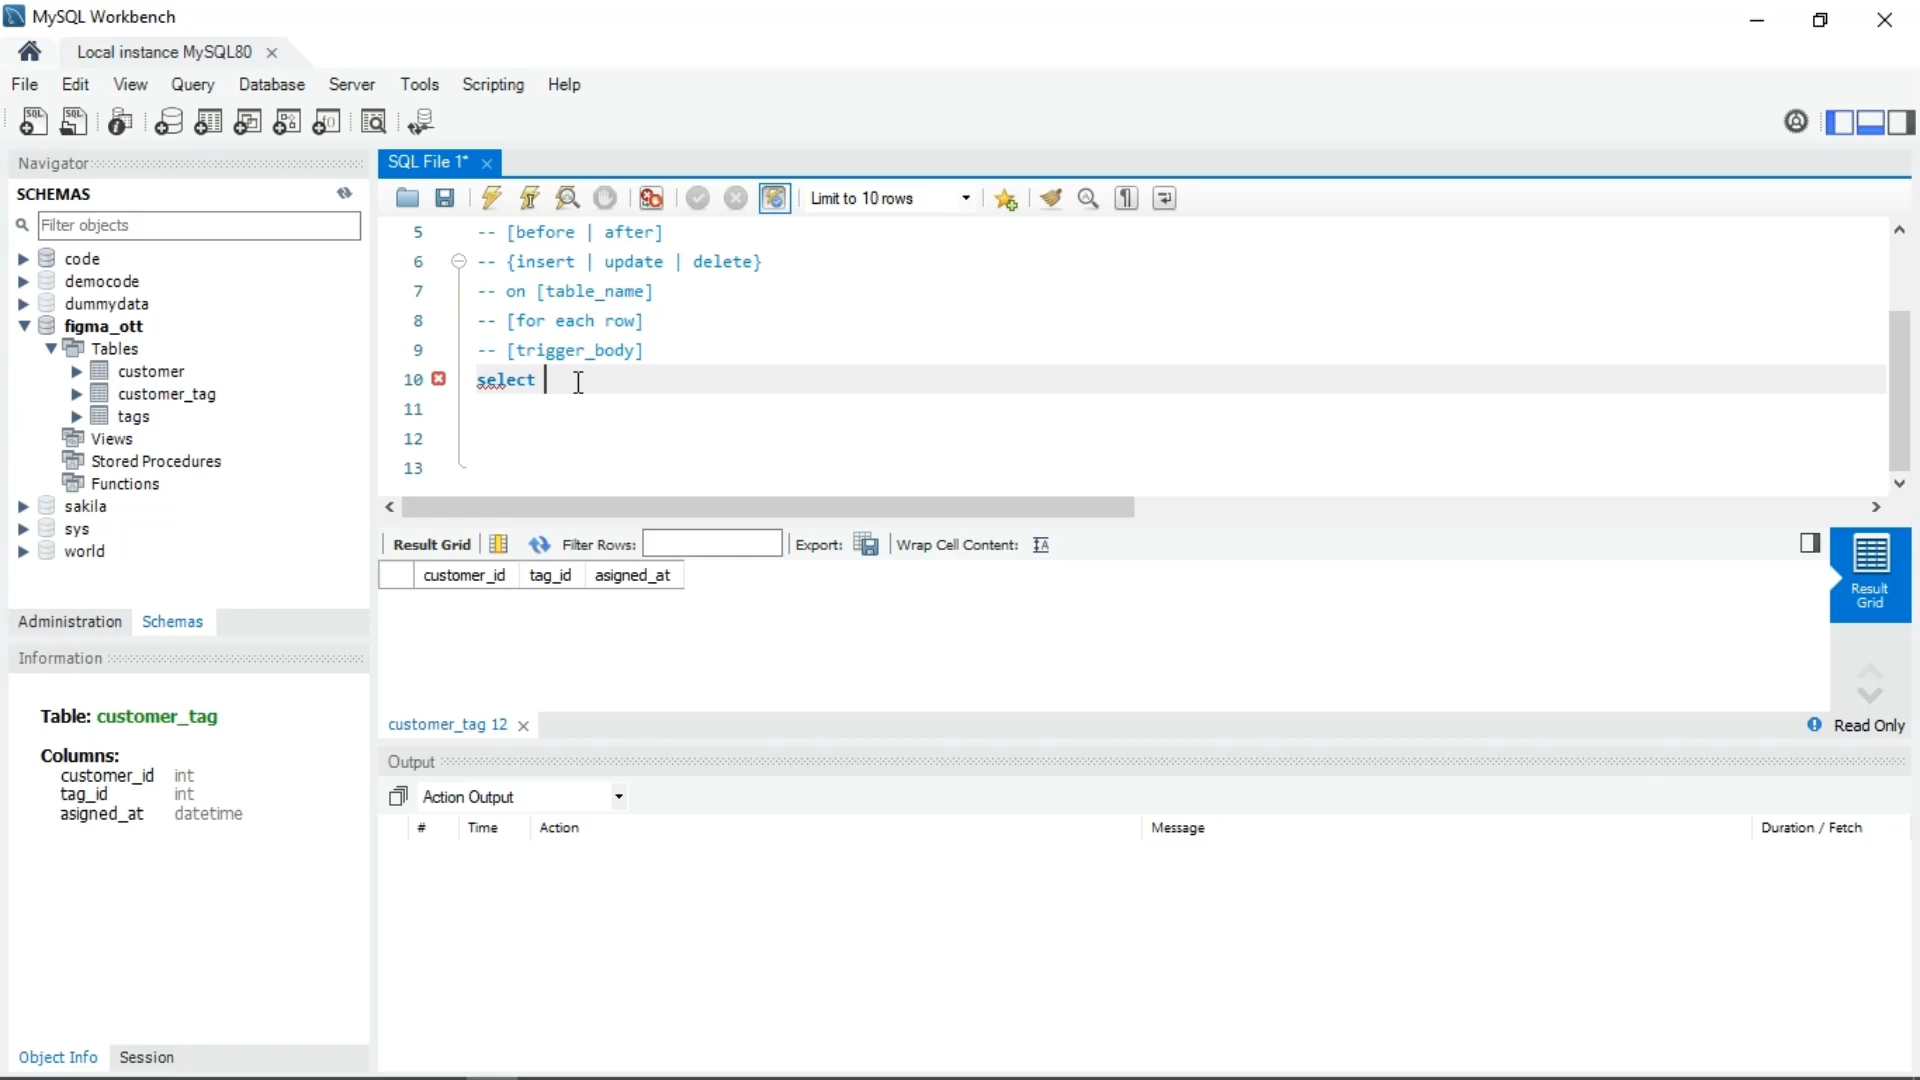 MySQL Workbench
Local instance MySQL80
File Edit View Query Database Server Tools Scripting Help
Navigator
SQL File 1*
SCHEMAS
Limit to 10 rows
Filter objects
code
democode
dummydata
figma_ott
Tables
customer
customer_tag
tags
Views
Stored Procedures
Functions
sakila
sys
world
Administration Schemas
5 -- [before | after]
6 -- {insert | update | delete}
7 -- on [table_name]
8 -- [for each row]
9 -- [trigger_body]
10 select
11
12
13
Result Grid Filter Rows: Export: Wrap Cell Content:
customer_id tag_id asigned_at
Result
Grid
Information
Table: customer_tag
Columns:
customer_id int
tag_id int
asigned_at datetime
customer_tag 12
Read Only
Output
Action Output
# Time Action Message Duration / Fetch
Object Info Session